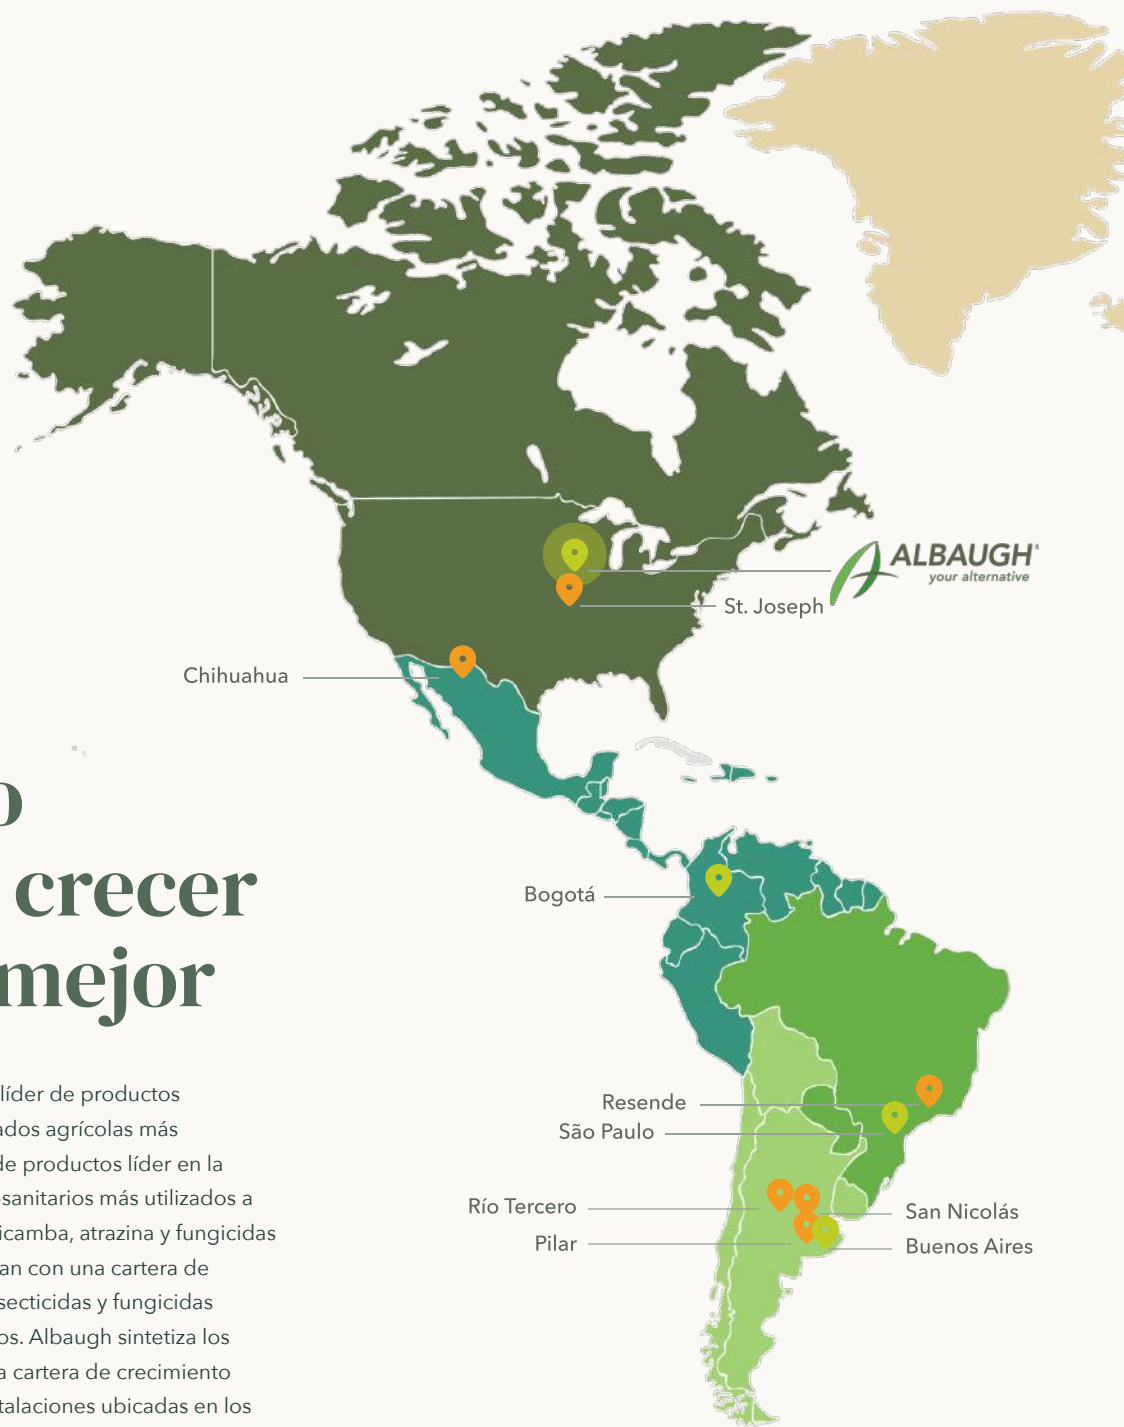 ALBAUGH®
your alternative
St. Joseph
Chihuahua
o
crecer
mejor
Bogotá
líder de productos
ados agrícolas más
de productos líder en la
osanitarios más utilizados a
icamba, atrazina y fungicidas
an con una cartera de
secticidas y fungicidas
os. Albaugh sintetiza los
a cartera de crecimiento
talaciones ubicadas en los
Resende
São Paulo
Río Tercero
San Nicolás
Pilar
Buenos Aires